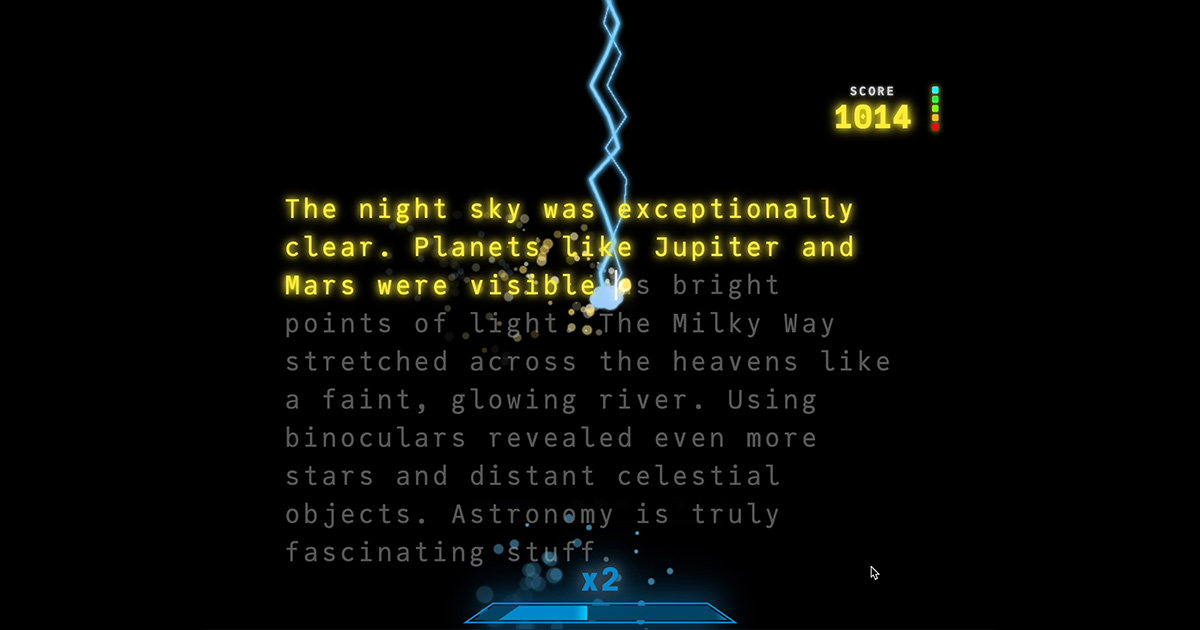 SCORE
1014
The night sky was exceptionally
clear. Planets like Jupiter and
Mars were visible as bright
points of light. The Milky Way
stretched across the heavens like
a faint, glowing river. Using
binoculars revealed even more
stars and distant celestial
objects. Astronomy is truly
fascinating stuff.
x2